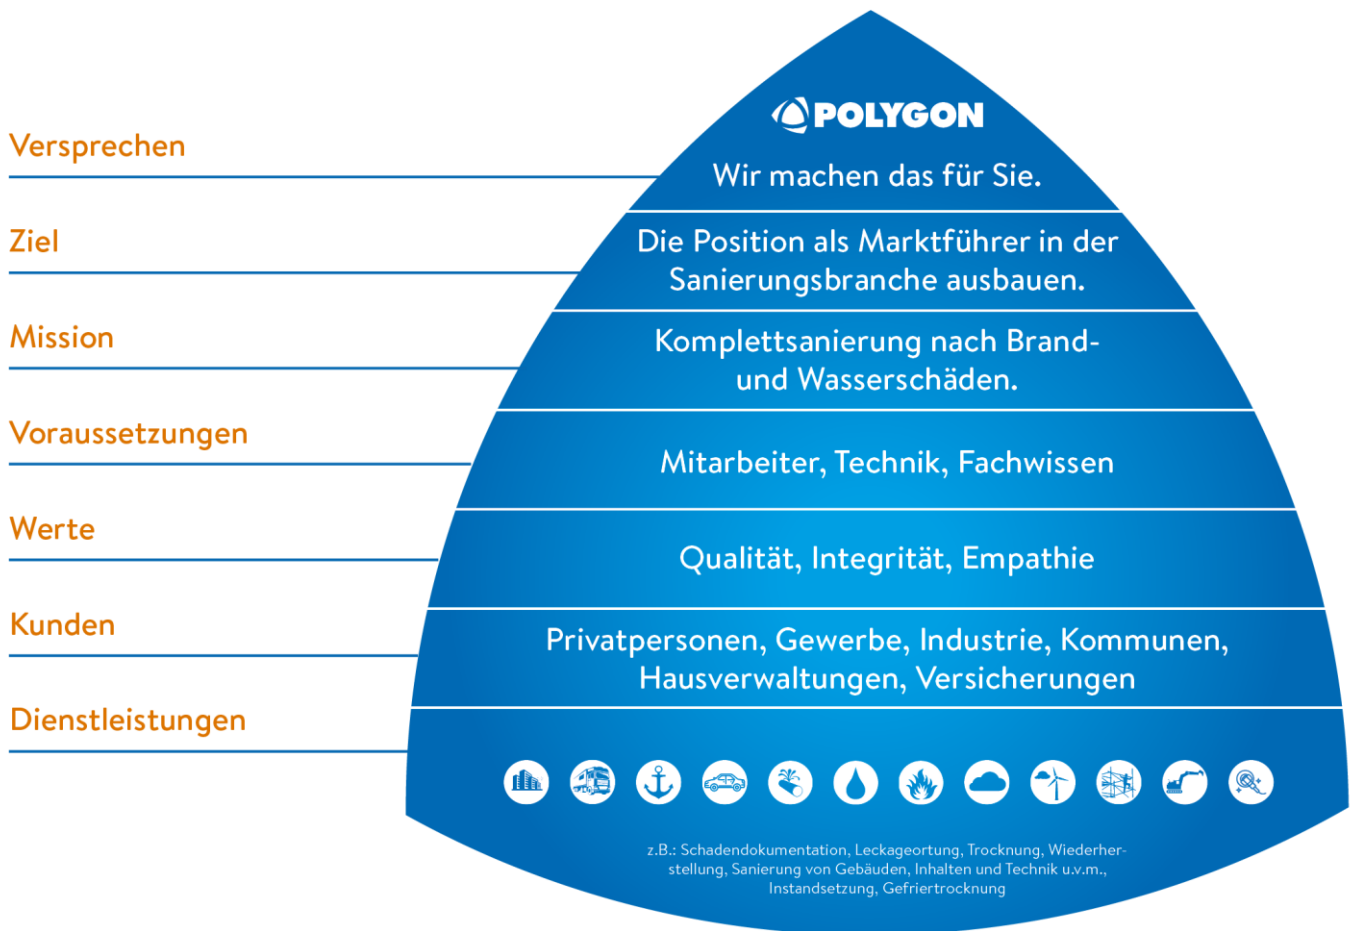 POLYGON
Versprechen
Wir machen das für Sie.
Ziel
Die Position als Marktführer in der
Sanierungsbranche ausbauen.
Mission
Komplettsanierung nach Brand-
und Wasserschäden.
Voraussetzungen
Mitarbeiter, Technik, Fachwissen
Werte
Qualität, Integrität, Empathie
Kunden
Privatpersonen, Gewerbe, Industrie, Kommunen,
Hausverwaltungen, Versicherungen
Dienstleistungen
z.B.: Schadendokumentation, Leckageortung, Trocknung, Wiederher-
stellung, Sanierung von Gebäuden, Inhalten und Technik u.v.m.,
Instandsetzung, Gefriertrocknung